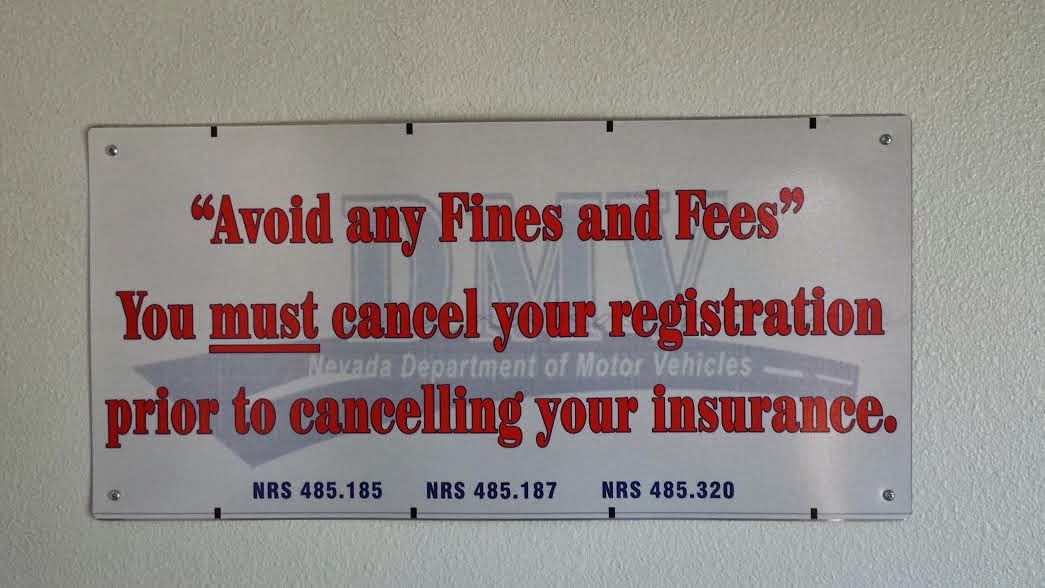 “Avoid any Fines and Fees”
You must cancel your registration
prior to cancelling your insurance.
DMV
Nevada Department of Motor Vehicles
NRS 485.185 NRS 485.187 NRS 485.320